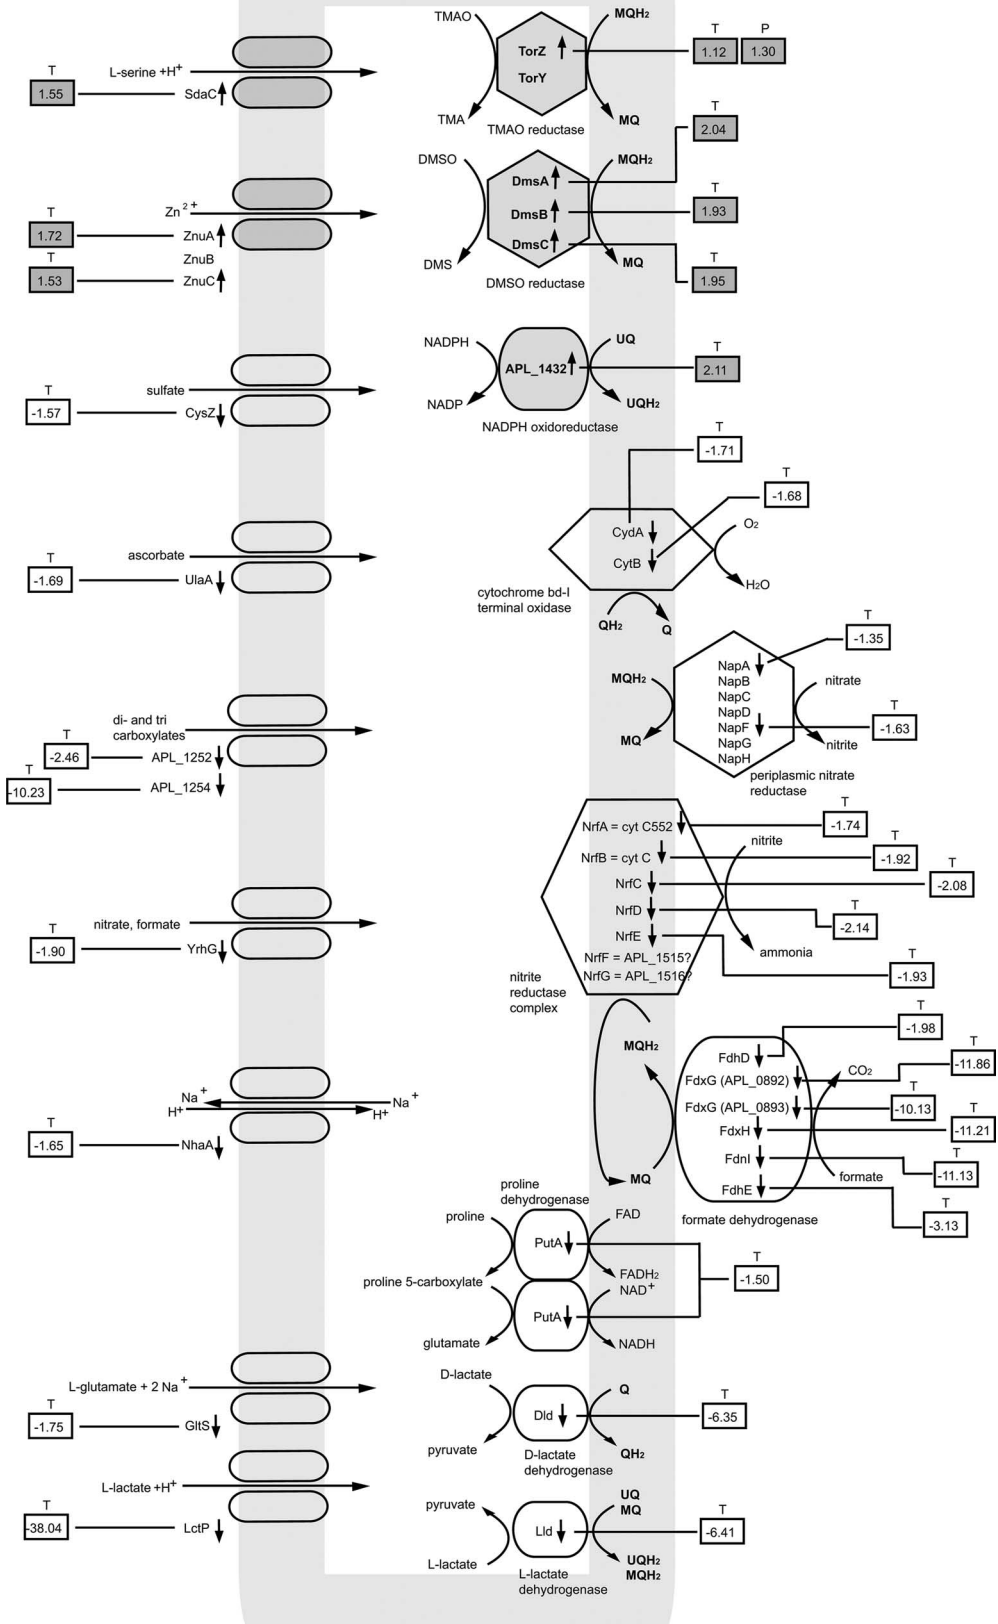 T
1.55
L-serine +H+
SdaC
Zn 2+
T
1.72
ZnuA
ZnuB
T
1.53
ZnuC
sulfate
T
-1.57
CysZ
ascorbate
T
-1.69
UlaA
di- and tri
carboxylates
T
-2.46
APL_1252
T
-10.23
APL_1254
nitrate, formate
T
-1.90
YrhG
Na +
H+
Na +
H+
T
-1.65
NhaA
L-glutamate + 2 Na +
T
-1.75
GltS
L-lactate +H+
T
-38.04
LctP
TMAO
MQH2
TorZ
TorY
T
1.12
P
1.30
TMA
MQ
TMAO reductase
DMSO
MQH2
DmsA
T
2.04
DmsB
T
1.93
DmsC
T
1.95
DMS
MQ
DMSO reductase
NADPH
UQ
APL_1432
T
2.11
NADP
UQH2
NADPH oxidoreductase
T
-1.71
T
-1.68
CydA
CytB
O2
H2O
cytochrome bd-I
terminal oxidase
QH2
Q
T
-1.35
MQH2
MQ
NapA
NapB
NapC
NapD
NapF
NapG
NapH
nitrate
nitrite
T
-1.63
periplasmic nitrate
reductase
NrfA = cyt C552
T
-1.74
NrfB = cyt C
T
-1.92
NrfC
T
-2.08
NrfD
T
-2.14
NrfE
T
-1.93
NrfF = APL_1515?
NrfG = APL_1516?
nitrite
ammonia
nitrite
reductase
complex
MQH2
MQ
FdhD
T
-1.98
FdxG (APL_0892)
T
-11.86
FdxG (APL_0893)
T
-10.13
FdxH
T
-11.21
FdnI
T
-11.13
FdhE
T
-3.13
CO2
formate
formate dehydrogenase
proline
dehydrogenase
proline
FAD
PutA
FADH2
NAD+
proline 5-carboxylate
PutA
glutamate
NADH
T
-1.50
D-lactate
Q
Dld
T
-6.35
pyruvate
QH2
D-lactate
dehydrogenase
pyruvate
UQ
MQ
Lld
T
-6.41
L-lactate
UQH2
MQH2
L-lactate
dehydrogenase